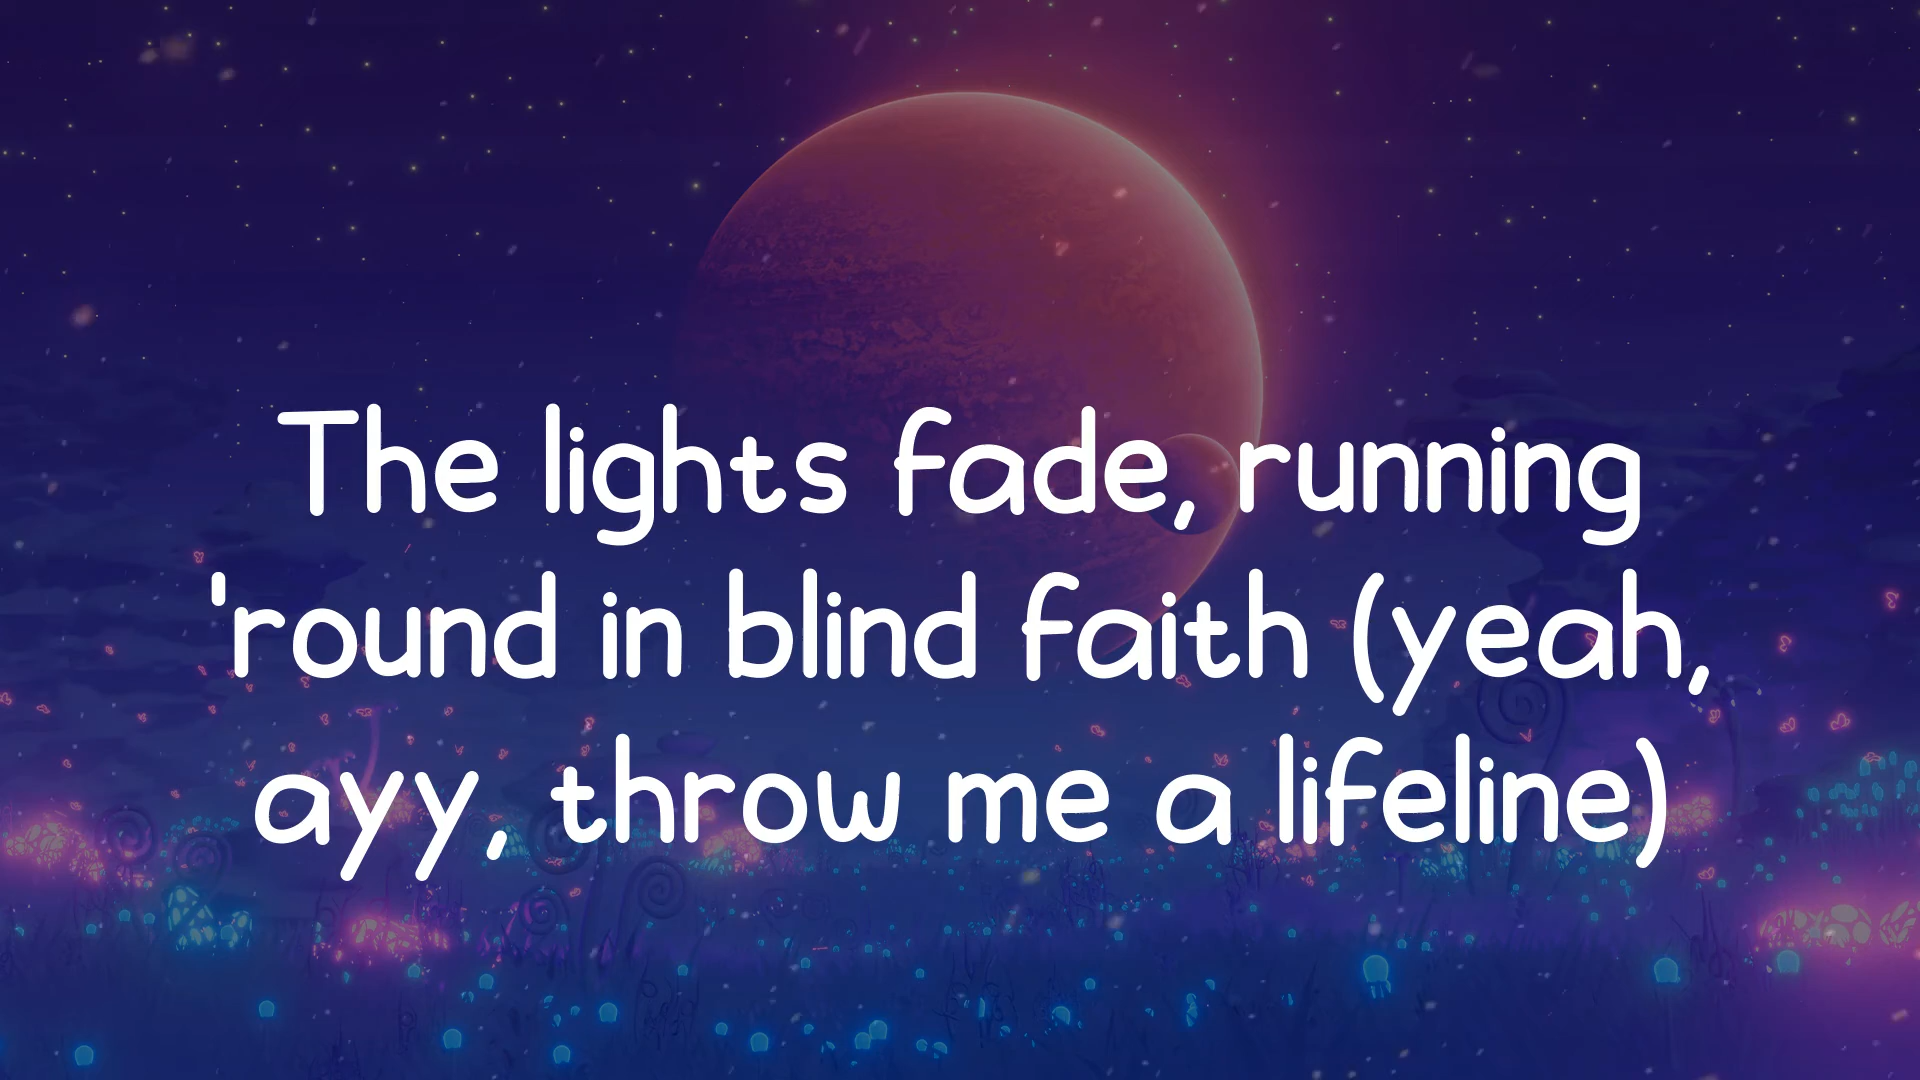 The lights fade, running
'round in blind faith (yeah,
ayy, throw me a lifeline)